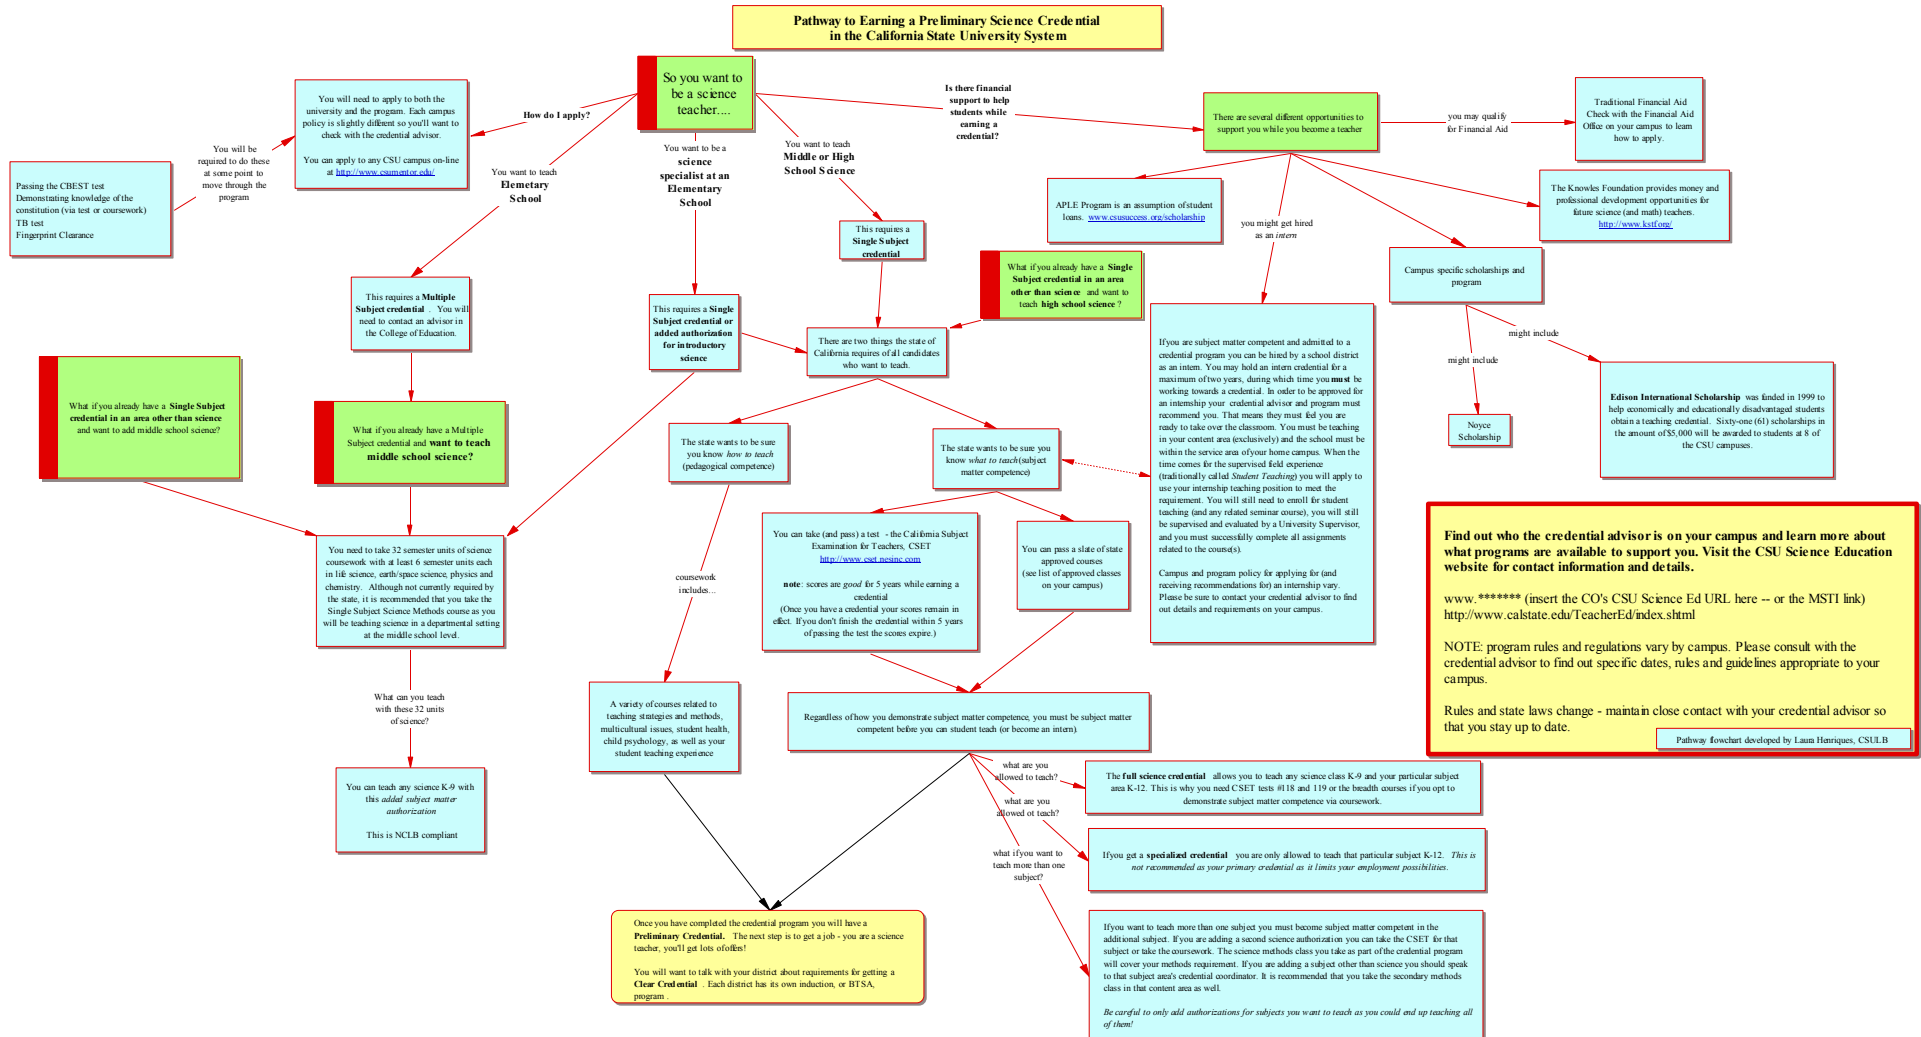 Pathway to Earning a Preliminary Science Credential
in the California State University System
So you want to
be a science
teacher....
How do I apply?
You will need to apply to both the
university and the program. Each campus
policy is slightly different so you'll want to
check with the credential advisor.
You can apply to any CSU campus on-line
at http://www.csumentor.edu/
You will be
required to do these
at some point to
move through the
program
Passing the CBEST test
Demonstrating knowledge of the
constitution (via test or coursework)
TB test
Fingerprint Clearance
You want to teach
Elemetary
School
This requires a Multiple
Subject credential . You will
need to contact an advisor in
the College of Education.
You want to be a
science
specialist at an
Elementary
School
This requires a Single
Subject credential or
added authorization
for introductory
science
You want to teach
Middle or High
School Science
This requires a
Single Subject
credential
What if you already have a Single
Subject credential in an area
other than science and want to
teach high school science ?
There are two things the state of
California requires of all candidates
who want to teach.
Is there financial
support to help
students while
earning a
credential?
There are several different opportunities to
support you while you become a teacher
you may qualify
for Financial Aid
Traditional Financial Aid
Check with the Financial Aid
Office on your campus to learn
how to apply.
APLE Program is an assumption of student
loans. www.csusuccess.org/scholarship
you might get hired
as an intern
The Knowles Foundation provides money and
professional development opportunities for
future science (and math) teachers.
http://www.kstf.org/
Campus specific scholarships and
program
might include
might include
Noyce
Scholarship
Edison International Scholarship was funded in 1999 to
help economically and educationally disadvantaged students
obtain a teaching credential. Sixty-one (61) scholarships in
the amount of $5,000 will be awarded to students at 8 of
the CSU campuses.
If you are subject matter competent and admitted to a
credential program you can be hired by a school district
as an intern. You may hold an intern credential for a
maximum of two years, during which time you must be
working towards a credential. In order to be approved for
an internship your credential advisor and program must
recommend you. That means they must feel you are
ready to take over the classroom. You must be teaching
in your content area (exclusively) and the school must be
within the service area of your home campus. When the
time comes for the supervised field experience
(traditionally called Student Teaching) you will apply to
use your internship teaching position to meet the
requirement. You will still need to enroll for student
teaching (and any related seminar course), you will still
be supervised and evaluated by a University Supervisor,
and you must successfully complete all assignments
related to the course(s).
Campus and program policy for applying for (and
receiving recommendations for) an internship vary.
Please be sure to contact your credential advisor to find
out details and requirements on your campus.
What if you already have a Single Subject
credential in an area other than science
and want to add middle school science?
What if you already have a Multiple
Subject credential and want to teach
middle school science?
You need to take 32 semester units of science
coursework with at least 6 semester units each
in life science, earth/space science, physics and
chemistry. Although not currently required by
the state, it is recommended that you take the
Single Subject Science Methods course as you
will be teaching science in a departmental setting
at the middle school level.
What can you teach
with these 32 units
of science?
You can teach any science K-9 with
this added subject matter
authorization
This is NCLB compliant
The state wants to be sure
you know how to teach
(pedagogical competence)
coursework
includes...
A variety of courses related to
teaching strategies and methods,
multicultural issues, student health,
child psychology, as well as your
student teaching experience
The state wants to be sure you
know what to teach(subject
matter competence)
You can take (and pass) a test - the California Subject
Examination for Teachers, CSET
http://www.cset.nesinc.com
note: scores are good for 5 years while earning a
credential
(Once you have a credential your scores remain in
effect. If you don't finish the credential within 5 years
of passing the test the scores expire.)
You can pass a slate of state
approved courses
(see list of approved classes
on your campus)
Regardless of how you demonstrate subject matter competence, you must be subject matter
competent before you can student teach (or become an intern).
what are you
allowed to teach?
The full science credential allows you to teach any science class K-9 and your particular subject
area K-12. This is why you need CSET tests #118 and 119 or the breadth courses if you opt to
demonstrate subject matter competence via coursework.
what are you
allowed ot teach?
If you get a specialized credential you are only allowed to teach that particular subject K-12. This is
not recommended as your primary credential as it limits your employment possibilities.
what if you want to
teach more than one
subject?
If you want to teach more than one subject you must become subject matter competent in the
additional subject. If you are adding a second science authorization you can take the CSET for that
subject or take the coursework. The science methods class you take as part of the credential program
will cover your methods requirement. If you are adding a subject other than science you should speak
to that subject area's credential coordinator. It is recommended that you take the secondary methods
class in that content area as well.
Be careful to only add authorizations for subjects you want to teach as you could end up teaching all
of them!
Once you have completed the credential program you will have a
Preliminary Credential. The next step is to get a job - you are a science
teacher, you'll get lots of offers!
You will want to talk with your district about requirements for getting a
Clear Credential . Each district has its own induction, or BTSA,
program .
Find out who the credential advisor is on your campus and learn more about
what programs are available to support you. Visit the CSU Science Education
website for contact information and details.
www.******* (insert the CO's CSU Science Ed URL here -- or the MSTI link)
http://www.calstate.edu/TeacherEd/index.shtml
NOTE: program rules and regulations vary by campus. Please consult with the
credential advisor to find out specific dates, rules and guidelines appropriate to your
campus.
Rules and state laws change - maintain close contact with your credential advisor so
that you stay up to date.
Pathway flowchart developed by Laura Henriques, CSULB